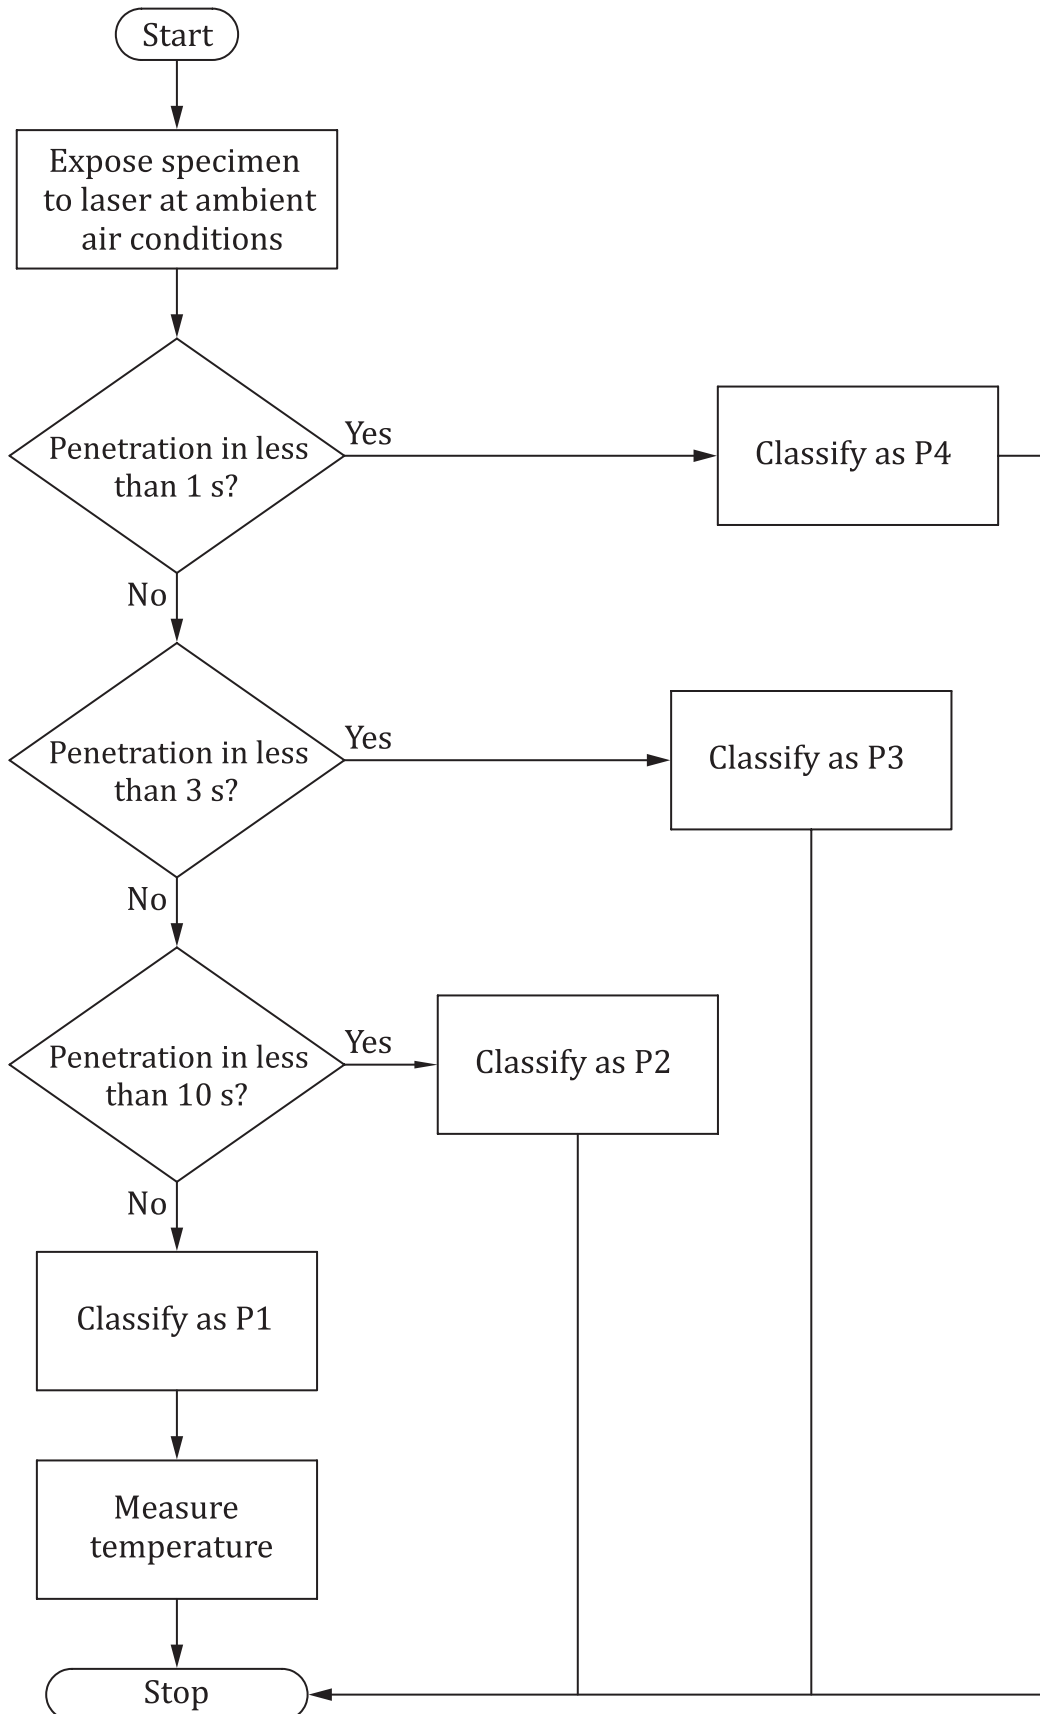 Start
Expose specimen
to laser at ambient
air conditions
Yes
Penetration in less
than 1 s?
Classify as P4
No
Yes
Penetration in less
than 3 s?
Classify as P3
No
Yes
Penetration in less
than 10 s?
Classify as P2
No
Classify as P1
Measure
temperature
Stop